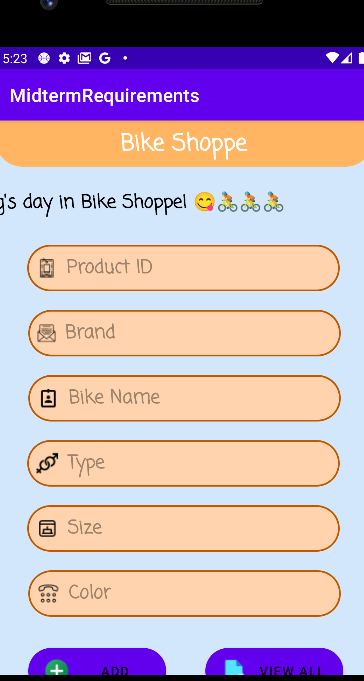 5:23
MidtermRequirements
Bike Shoppe
g's day in Bike Shoppe! 😋🚴🚴🚴
Product ID
Brand
Bike Name
Type
Size
Color
ADD
VIEW ALL